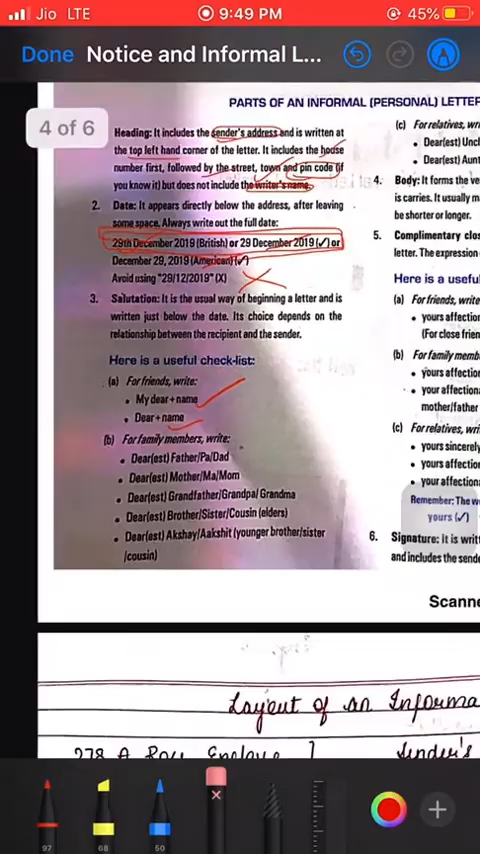 Jio LTE
9:49 PM
45%
Done
Notice and Informal L...
4 of 6
PARTS OF AN INFORMAL (PERSONAL) LETTER
Heading: It includes the sender's address and is written at
the top left hand corner of the letter. It includes the house
number first, followed by the street, town and pin code (if
you know it) but does not include the writer's name.
2. Date: It appears directly below the address, after leaving
some space. Always write out the full date:
29th December 2019 (British) or 29 December 2019 (✓) or
December 29, 2019 (American) (✓)
Avoid using "29/12/2019" (X)
3. Salutation: It is the usual way of beginning a letter and is
written just below the date. Its choice depends on the
relationship between the recipient and the sender.
Here is a useful check-list:
(a) For friends, write:
• My dear + name
• Dear + name
(b) For family members, write:
• Dear(est) Father/Pa/Dad
• Dear(est) Mother/Ma/Mom
• Dear(est) Grandfather/Grandpa/ Grandma
• Dear(est) Brother/Sister/Cousin (elders)
• Dear(est) Akshay/Aakshit (younger brother/sister
/cousin)
(c) For relatives, wri
• Dear(est) Uncl
• Dear(est) Aunt
4. Body: It forms the ve
is carries. It usually m
be shorter or longer.
5. Complimentary clos
letter. The expression
Here is a usefu
(a) For friends, write
• yours affection
(For close frien
(b) For family memb
• yours affection
• your affectiona
mother/father
(c) For relatives, wri
• yours sincerely
• yours affection
• your affectiona
Remember: The w
yours (✓)
6. Signature: It is writt
and includes the sende
Scanne
Layout of an Informa
278 A Roy Enclave ]
Sender's
97
68
50